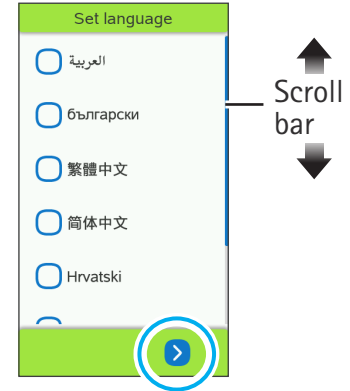 Set language
العربية
български
繁體中文
简体中文
Hrvatski
Scroll
bar